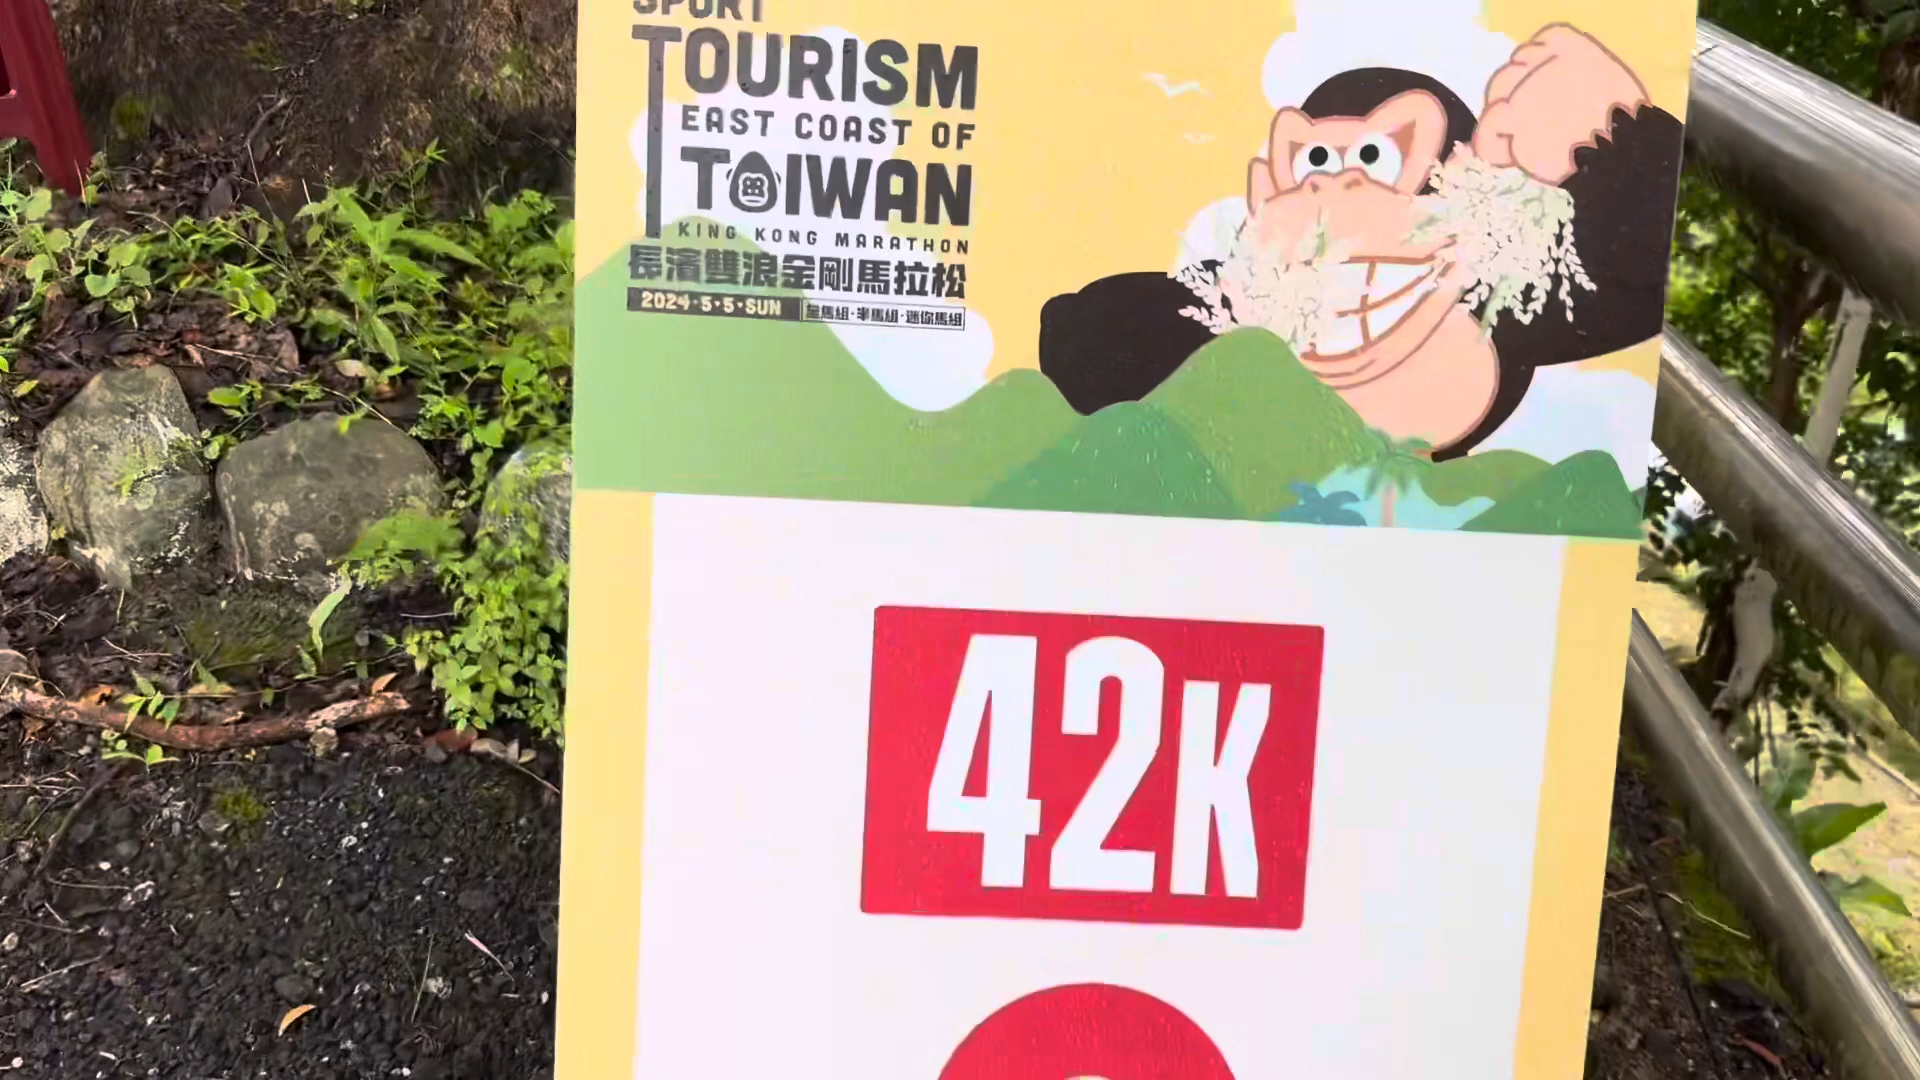 SPORT
TOURISM
EAST COAST OF
TAIWAN
KING KONG MARATHON
長濱雙浪金剛馬拉松
2024·5·5·SUN
全馬組·半馬組·迷你馬組
42K